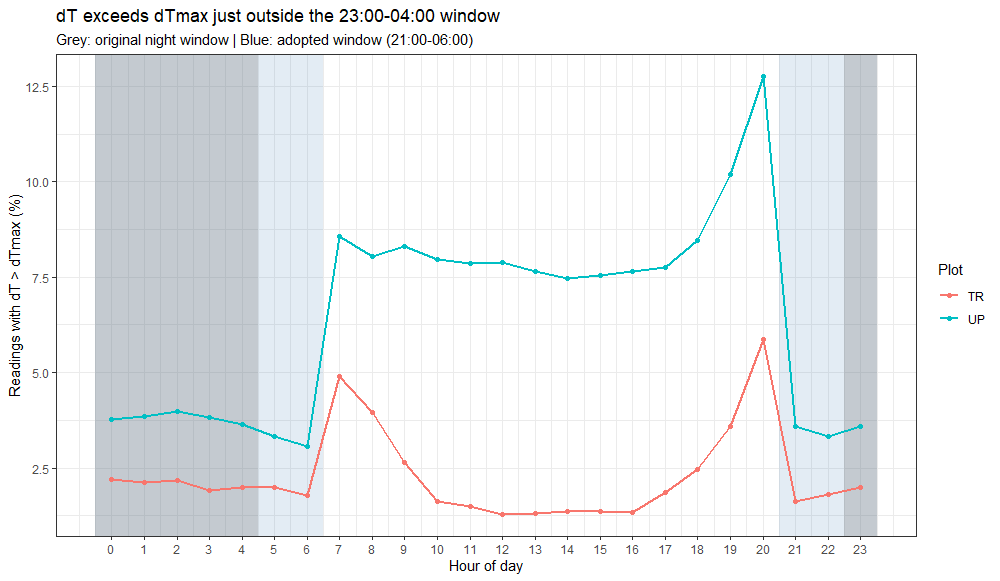 dT exceeds dTmax just outside the 23:00-04:00 window
Grey: original night window | Blue: adopted window (21:00-06:00)
Readings with dT > dTmax (%)
12.5
10.0
7.5
5.0
2.5
0 1 2 3 4 5 6 7 8 9 10 11 12 13 14 15 16 17 18 19 20 21 22 23
Hour of day
Plot
TR
UP